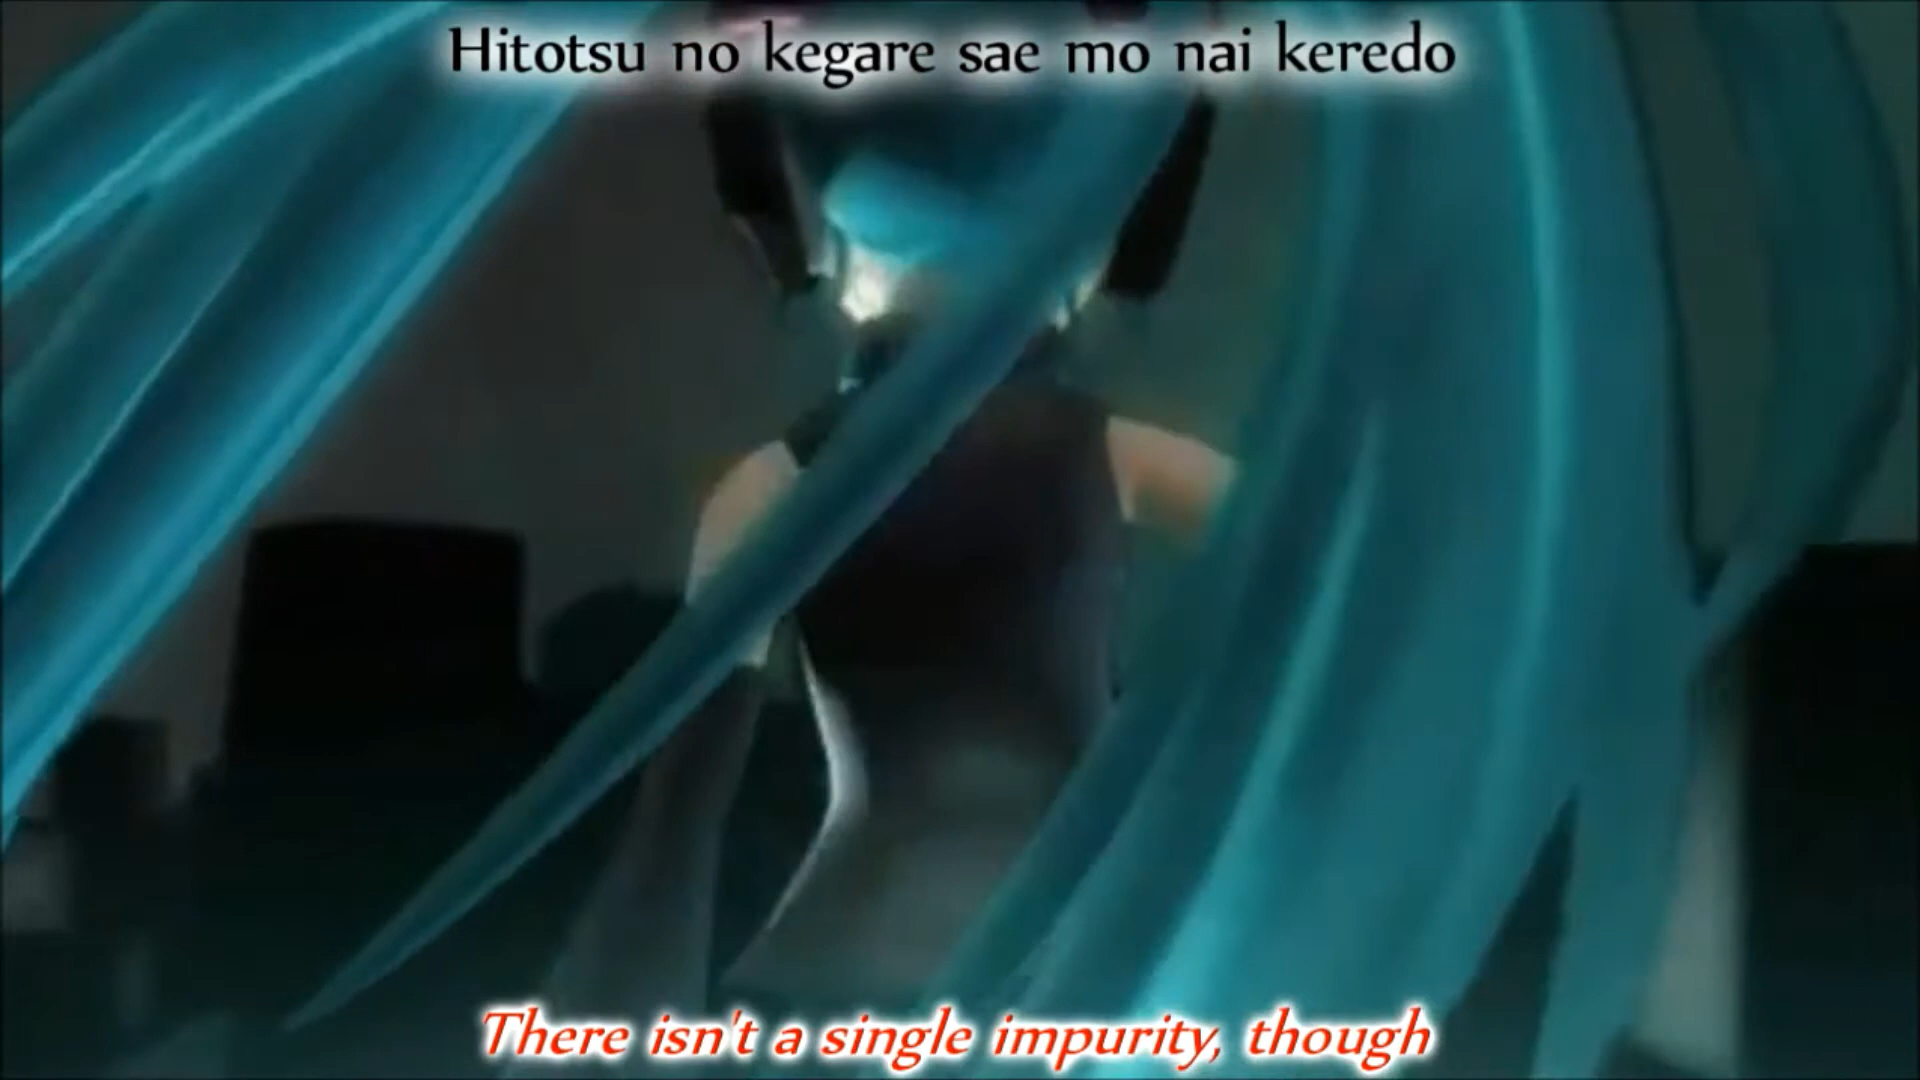 Hitotsu no kegare sae mo nai keredo
There isn't a single impurity, though